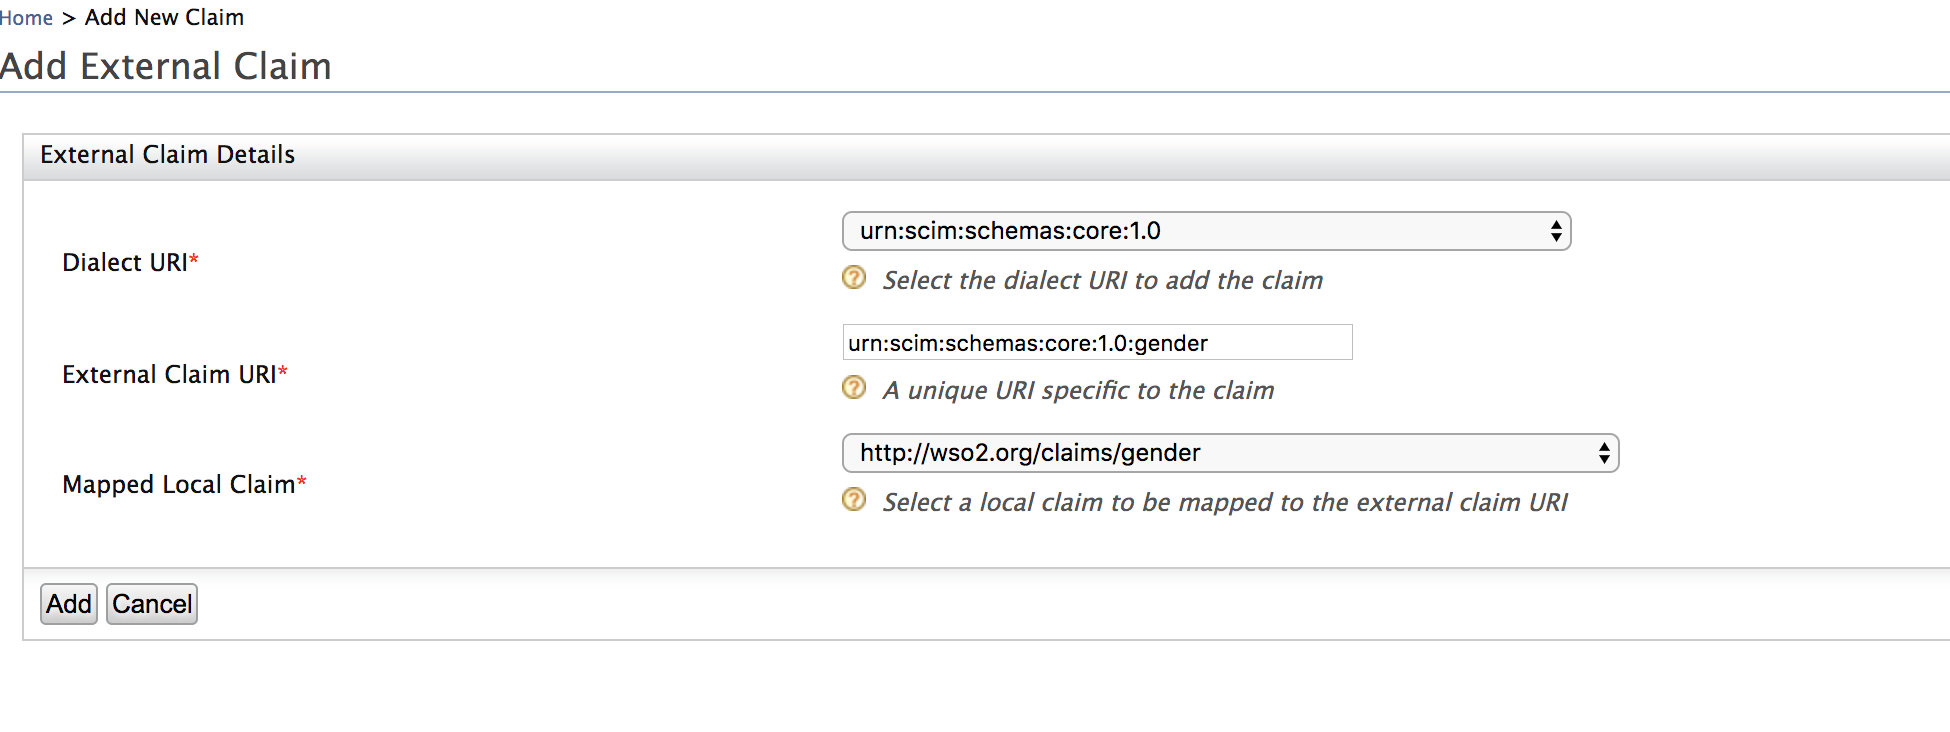 Home > Add New Claim
Add External Claim
External Claim Details
Dialect URI*
urn:scim:schemas:core:1.0
Select the dialect URI to add the claim
External Claim URI*
urn:scim:schemas:core:1.0:gender
A unique URI specific to the claim
Mapped Local Claim*
http://wso2.org/claims/gender
Select a local claim to be mapped to the external claim URI
Add Cancel